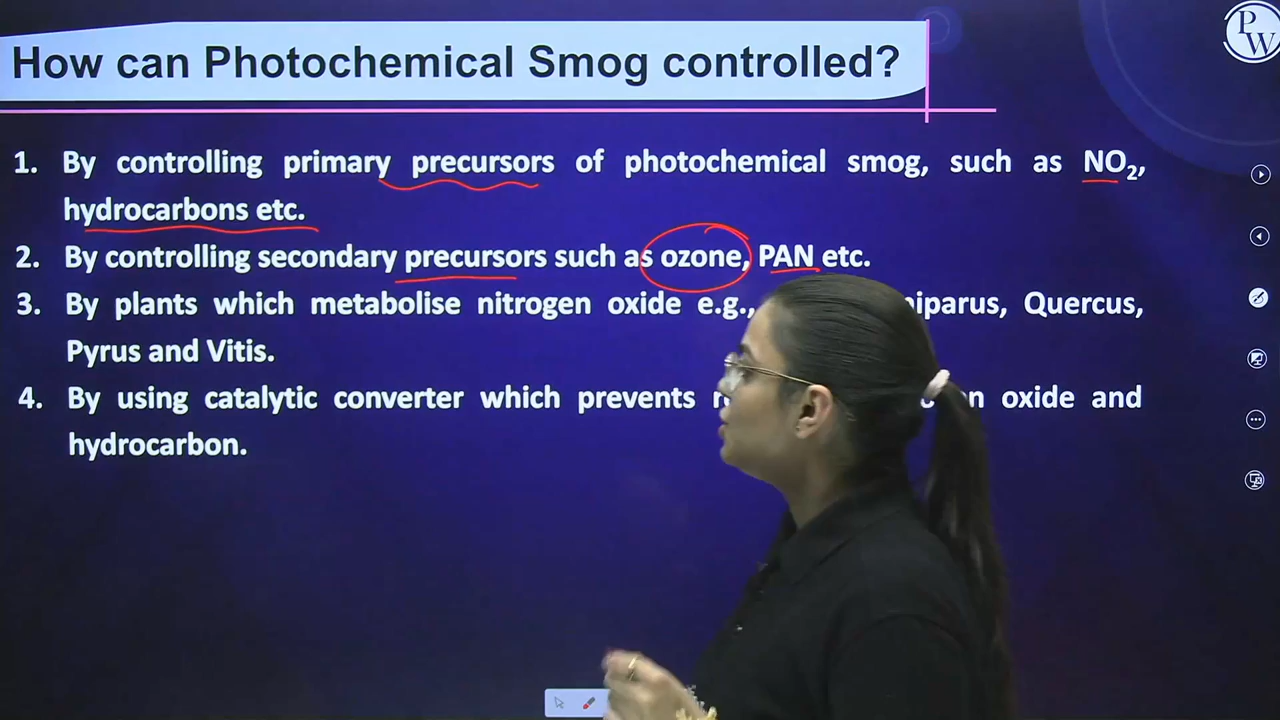 How can Photochemical Smog controlled?
PW
1. By controlling primary precursors of photochemical smog, such as NO₂,
hydrocarbons etc.
2. By controlling secondary precursors such as ozone, PAN etc.
3. By plants which metabolise nitrogen oxide e.g., Quercus,
Pyrus and Vitis.
4. By using catalytic converter which prevents oxide and
hydrocarbon.